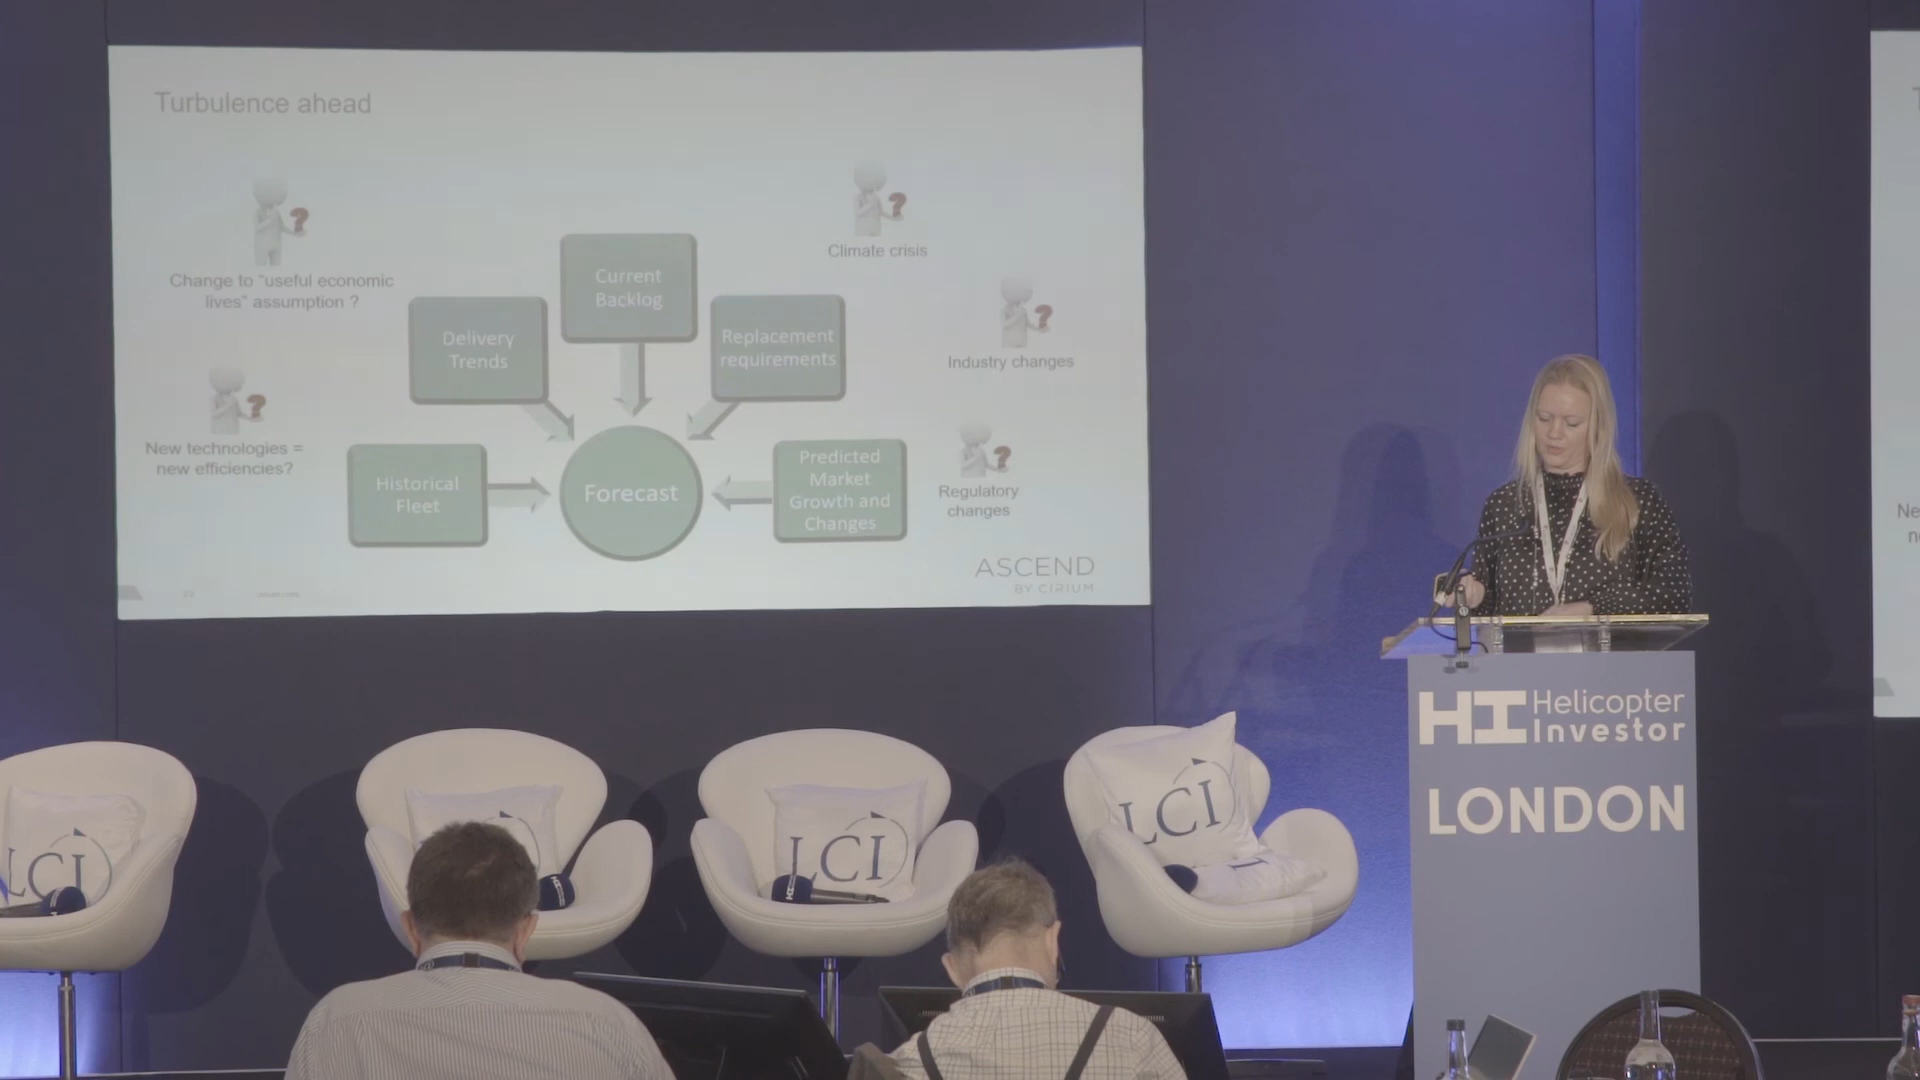 Turbulence ahead
Change to "useful economic
lives" assumption ?
New technologies =
new efficiencies?
Historical
Fleet
Delivery
Trends
Current
Backlog
Replacement
requirements
Predicted
Market
Growth and
Changes
Forecast
Climate crisis
Industry changes
Regulatory
changes
ASCEND
BY CIRIUM
HI Helicopter
Investor
LONDON
LCI
LCI
LCI
Ne